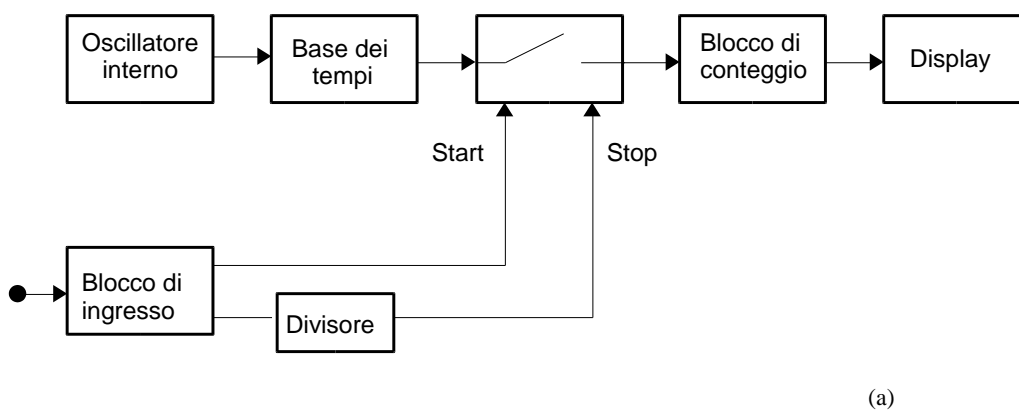 Oscillatore
interno
Base dei
tempi
Blocco di
conteggio
Display
Start
Stop
Blocco di
ingresso
Divisore
(a)